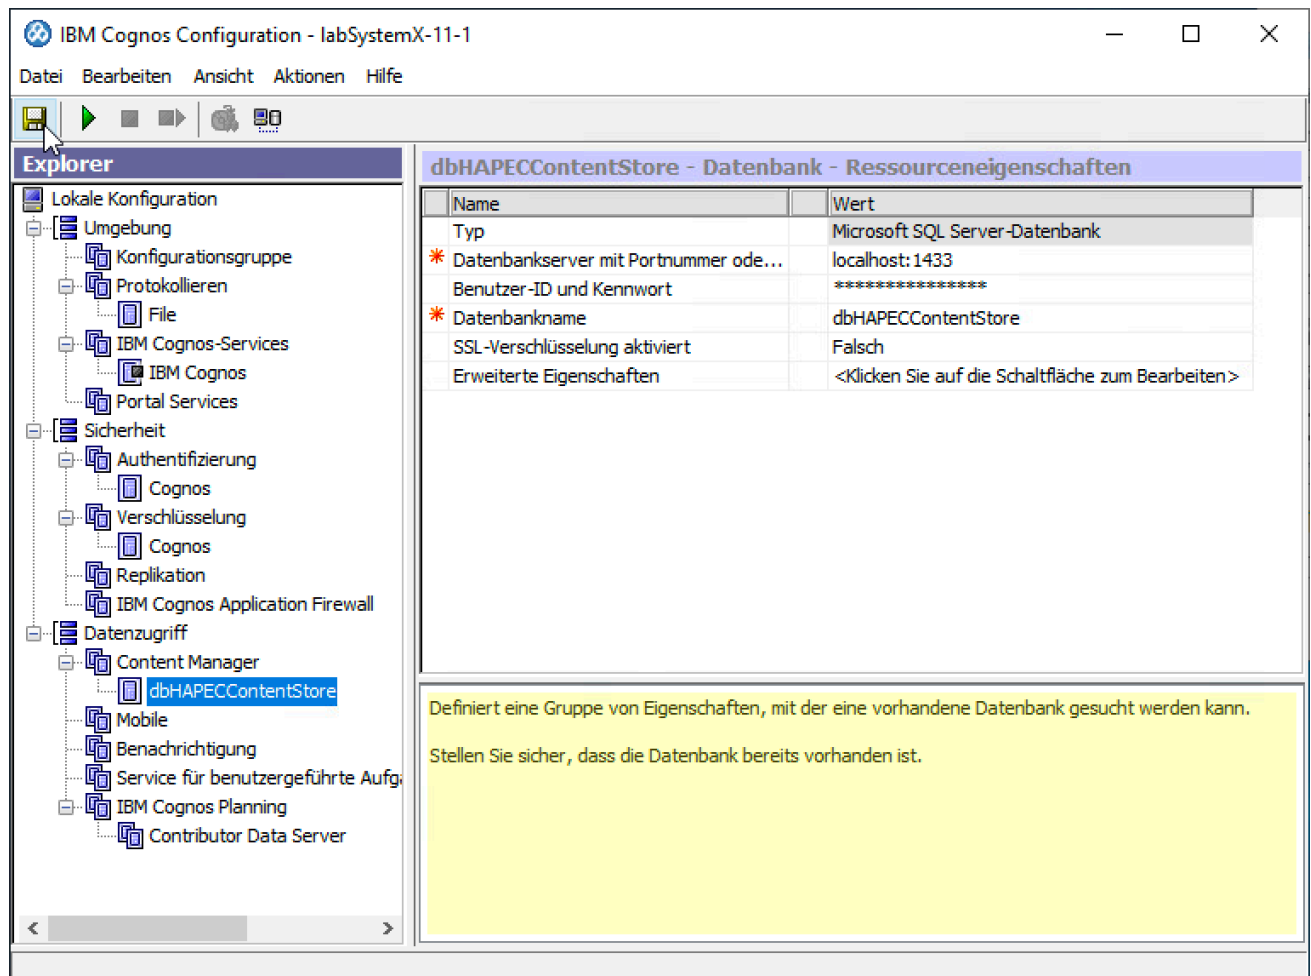 IBM Cognos Configuration - labSystemX-11-1
Datei Bearbeiten Ansicht Aktionen Hilfe
Explorer
Lokale Konfiguration
Umgebung
Konfigurationsgruppe
Protokollieren
File
IBM Cognos-Services
IBM Cognos
Portal Services
Sicherheit
Authentifizierung
Cognos
Verschlüsselung
Cognos
Replikation
IBM Cognos Application Firewall
Datenzugriff
Content Manager
dbHAPECContentStore
Mobile
Benachrichtigung
Service für benutzergeführte Aufga
IBM Cognos Planning
Contributor Data Server
dbHAPECContentStore - Datenbank - Ressourceneigenschaften
Name Wert
Typ Microsoft SQL Server-Datenbank
* Datenbankserver mit Portnummer ode... localhost:1433
Benutzer-ID und Kennwort ***************
* Datenbankname dbHAPECContentStore
SSL-Verschlüsselung aktiviert Falsch
Erweiterte Eigenschaften <Klicken Sie auf die Schaltfläche zum Bearbeiten>
Definiert eine Gruppe von Eigenschaften, mit der eine vorhandene Datenbank gesucht werden kann.
Stellen Sie sicher, dass die Datenbank bereits vorhanden ist.